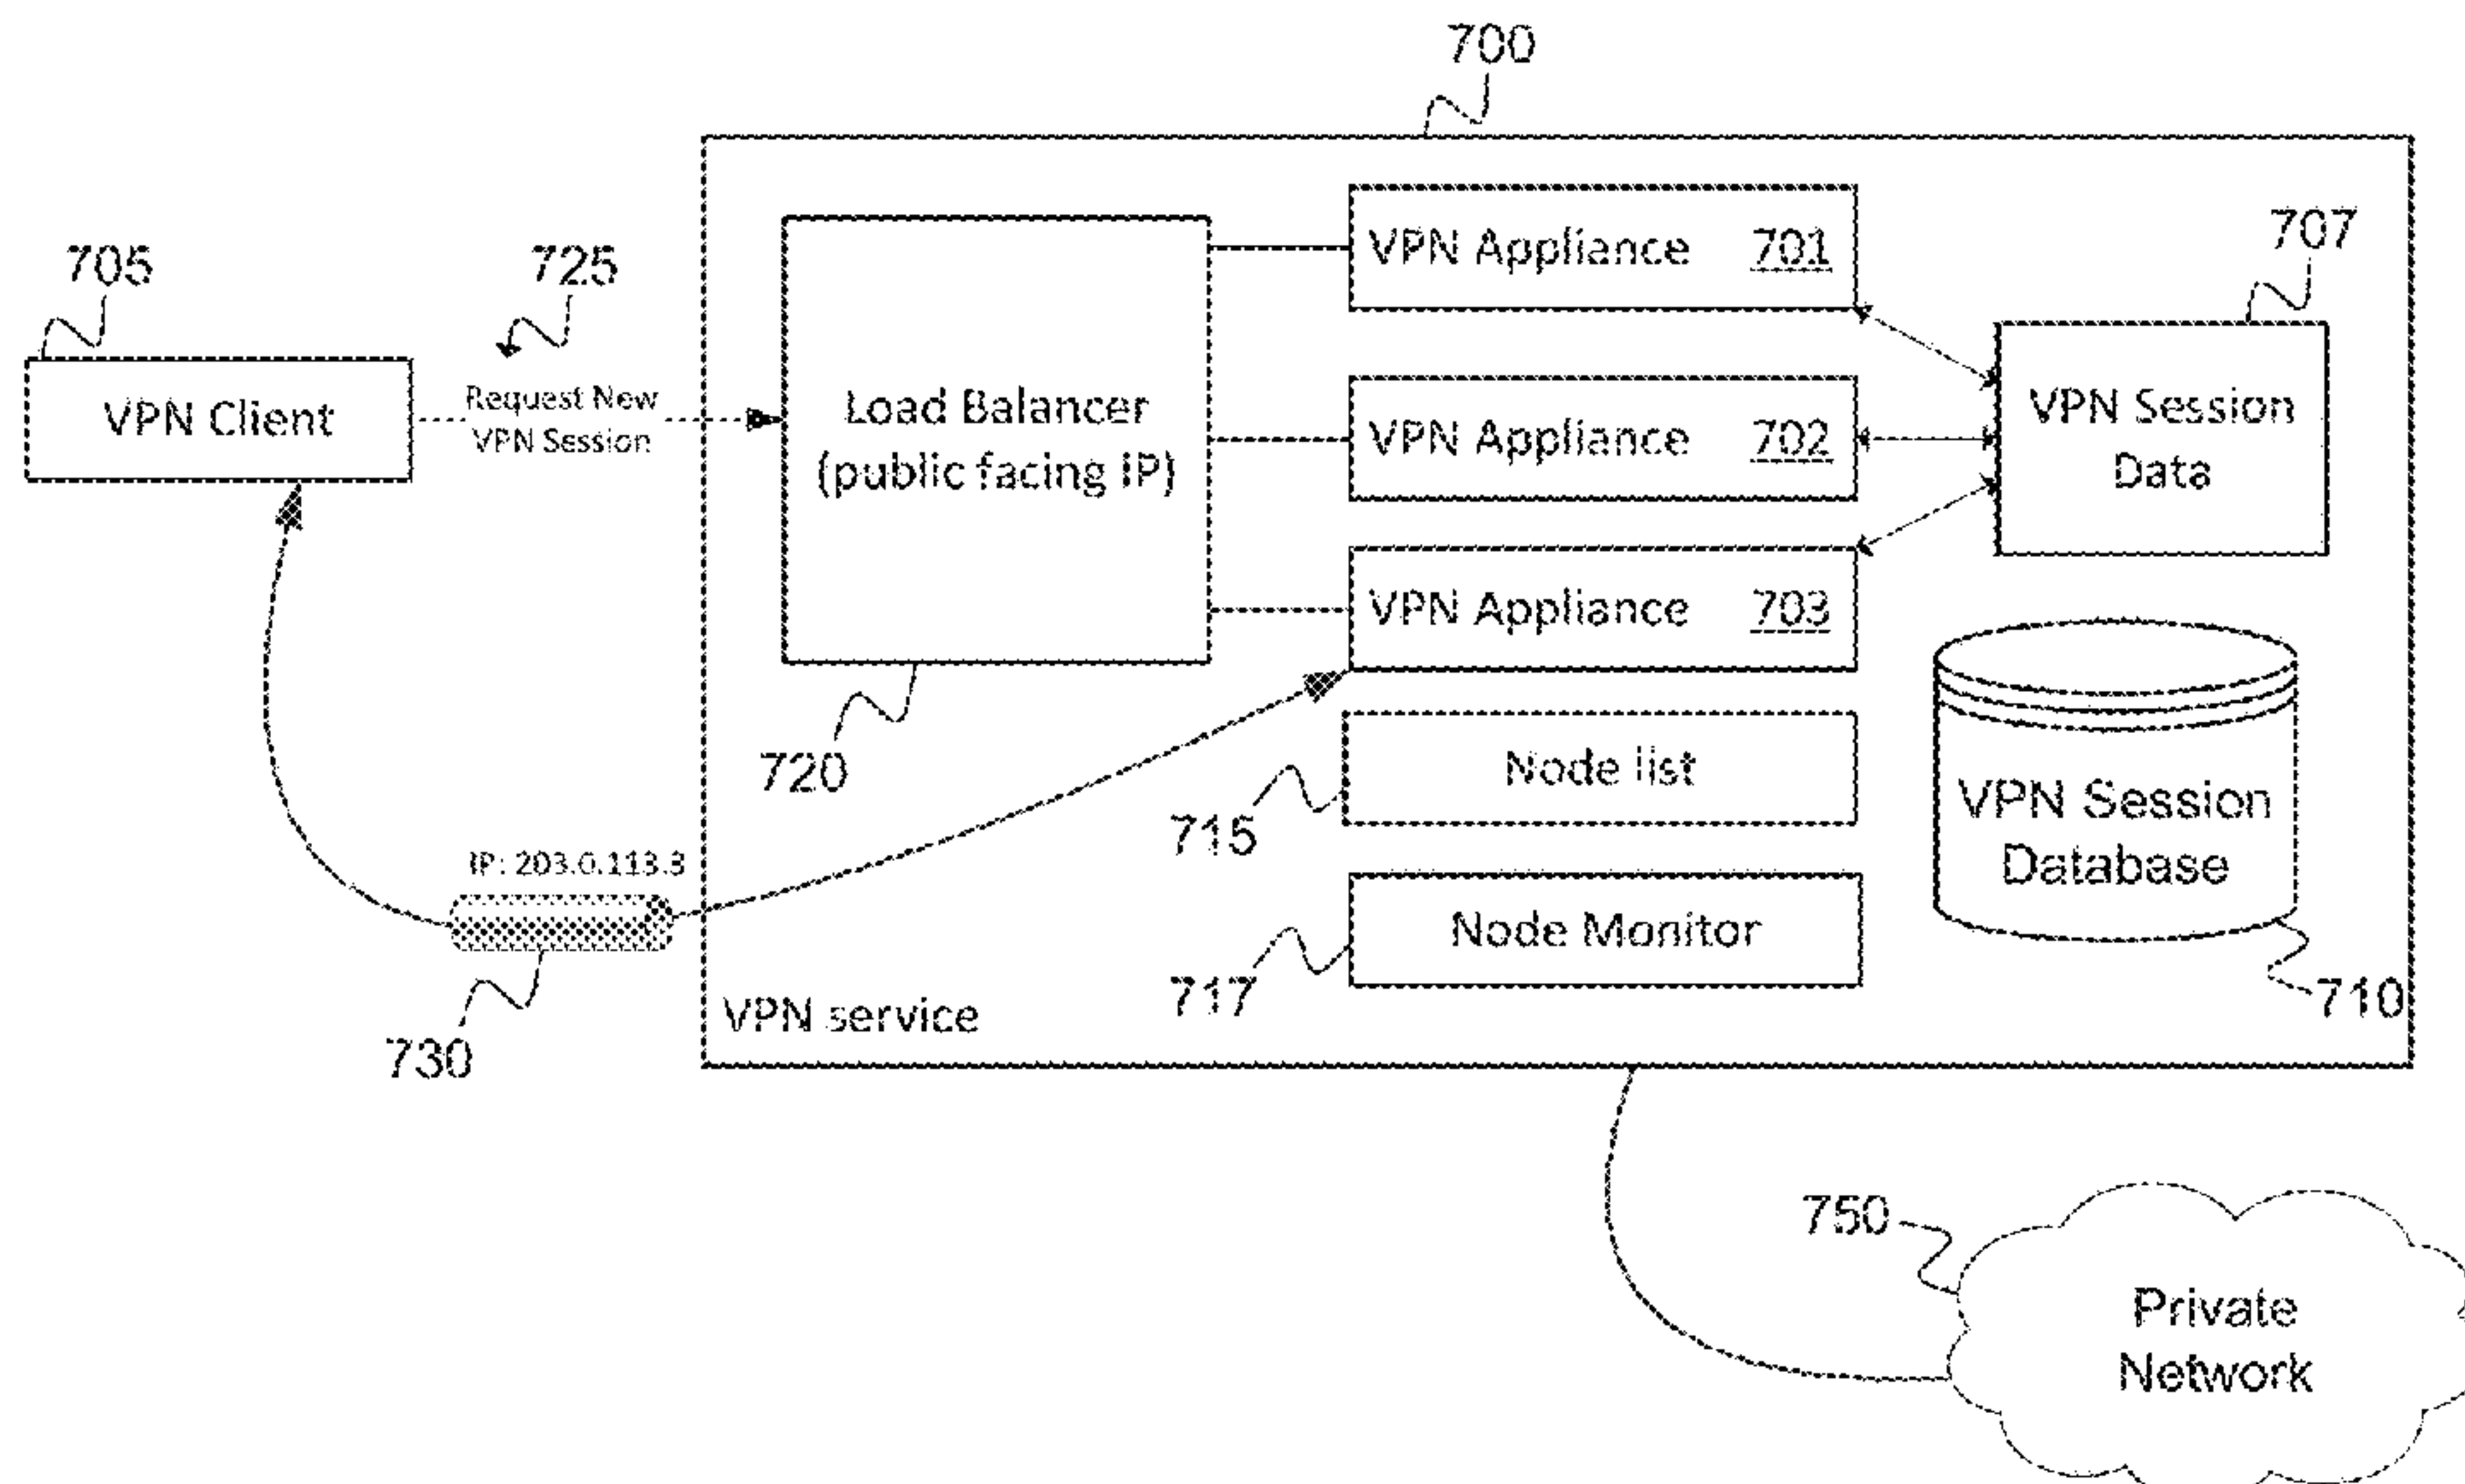 700
705
725
707
VPN Client
Request New
VPN Session
Load Balancer
(public facing IP)
720
VPN Appliance 701
VPN Appliance 702
VPN Appliance 703
VPN Session
Data
Node list
715
Node Monitor
717
VPN Session
Database
710
IP: 203.0.113.3
730
VPN service
750
Private
Network